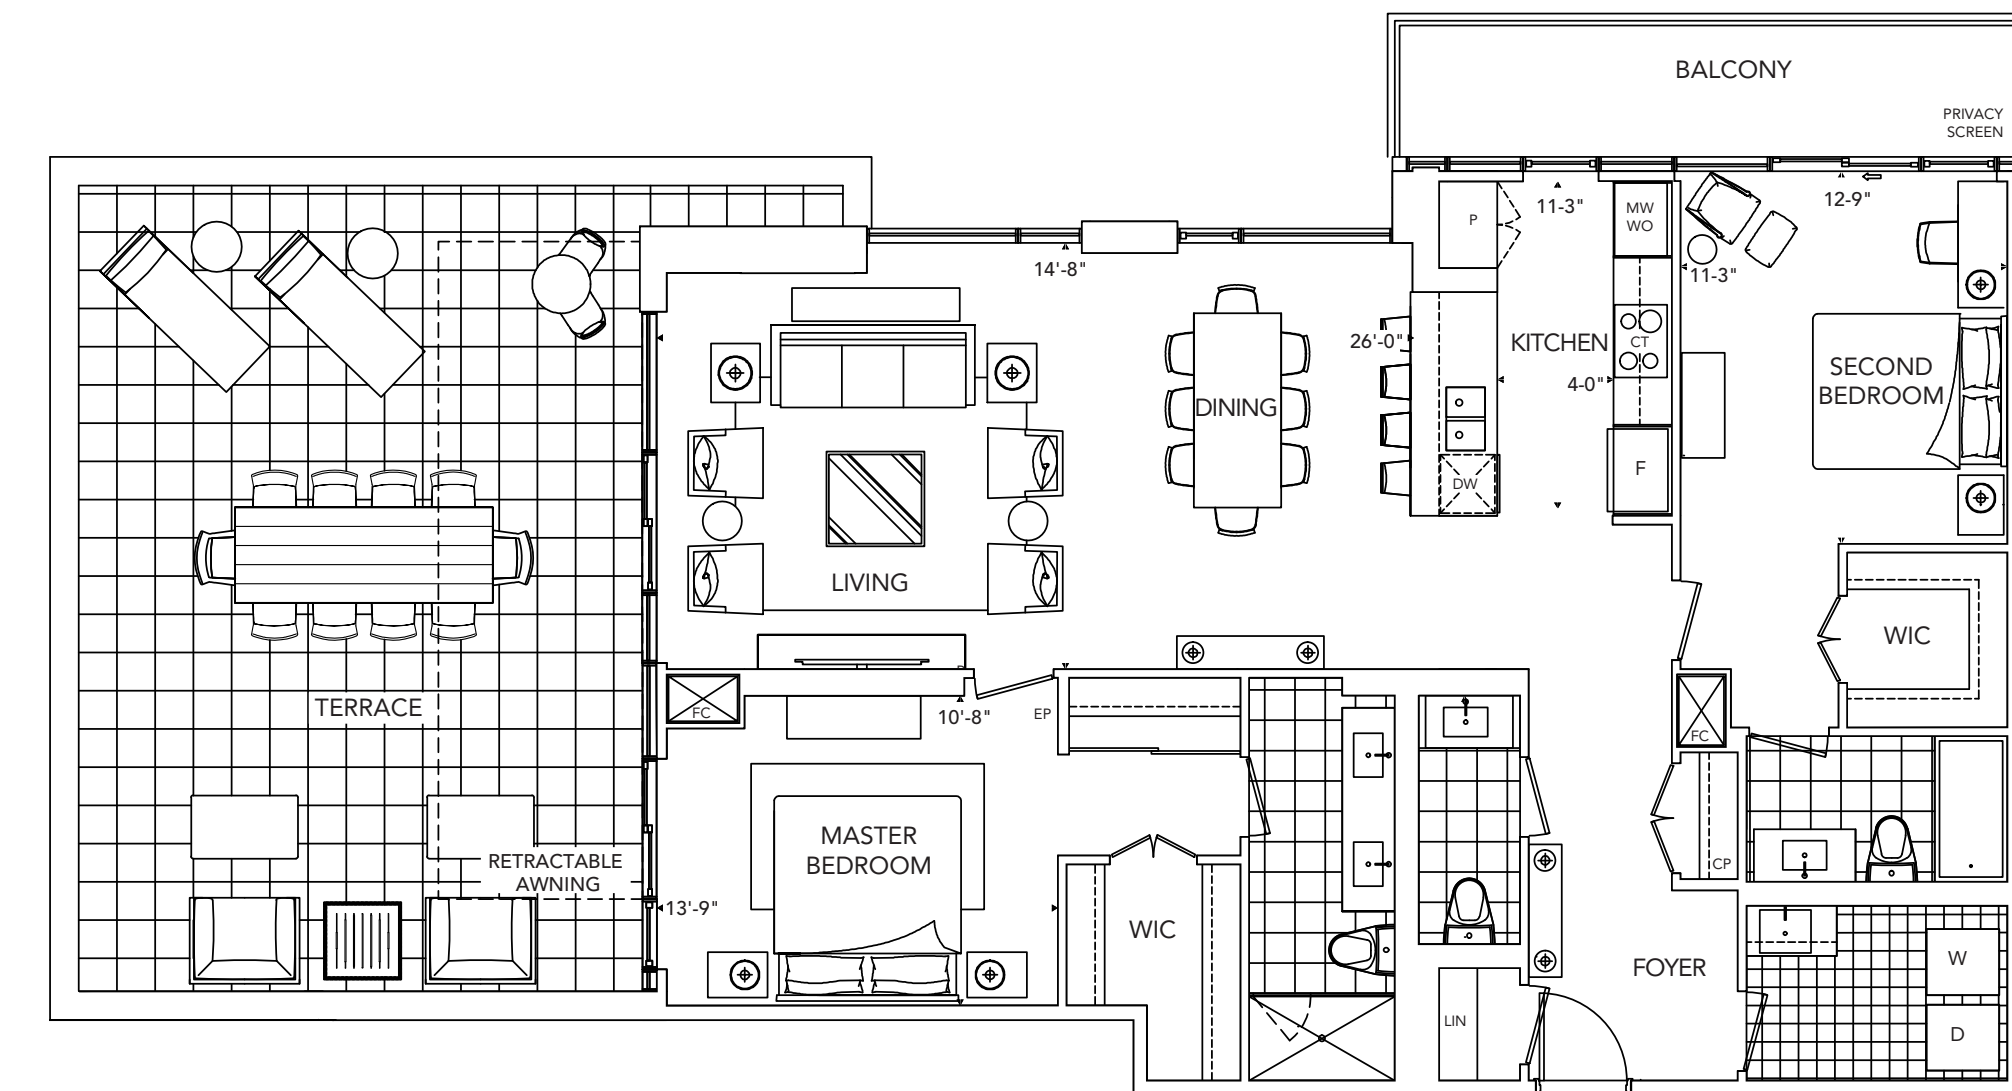 BALCONY
PRIVACY
SCREEN
12-9"
11-3"
MW
WO
P
11-3"
14'-8"
26'-0"
KITCHEN
CT
4-0"
SECOND
BEDROOM
DINING
F
DW
LIVING
WIC
TERRACE
FC
10'-8"
EP
FC
CP
RETRACTABLE
AWNING
MASTER
BEDROOM
13'-9"
WIC
FOYER
W
LIN
D